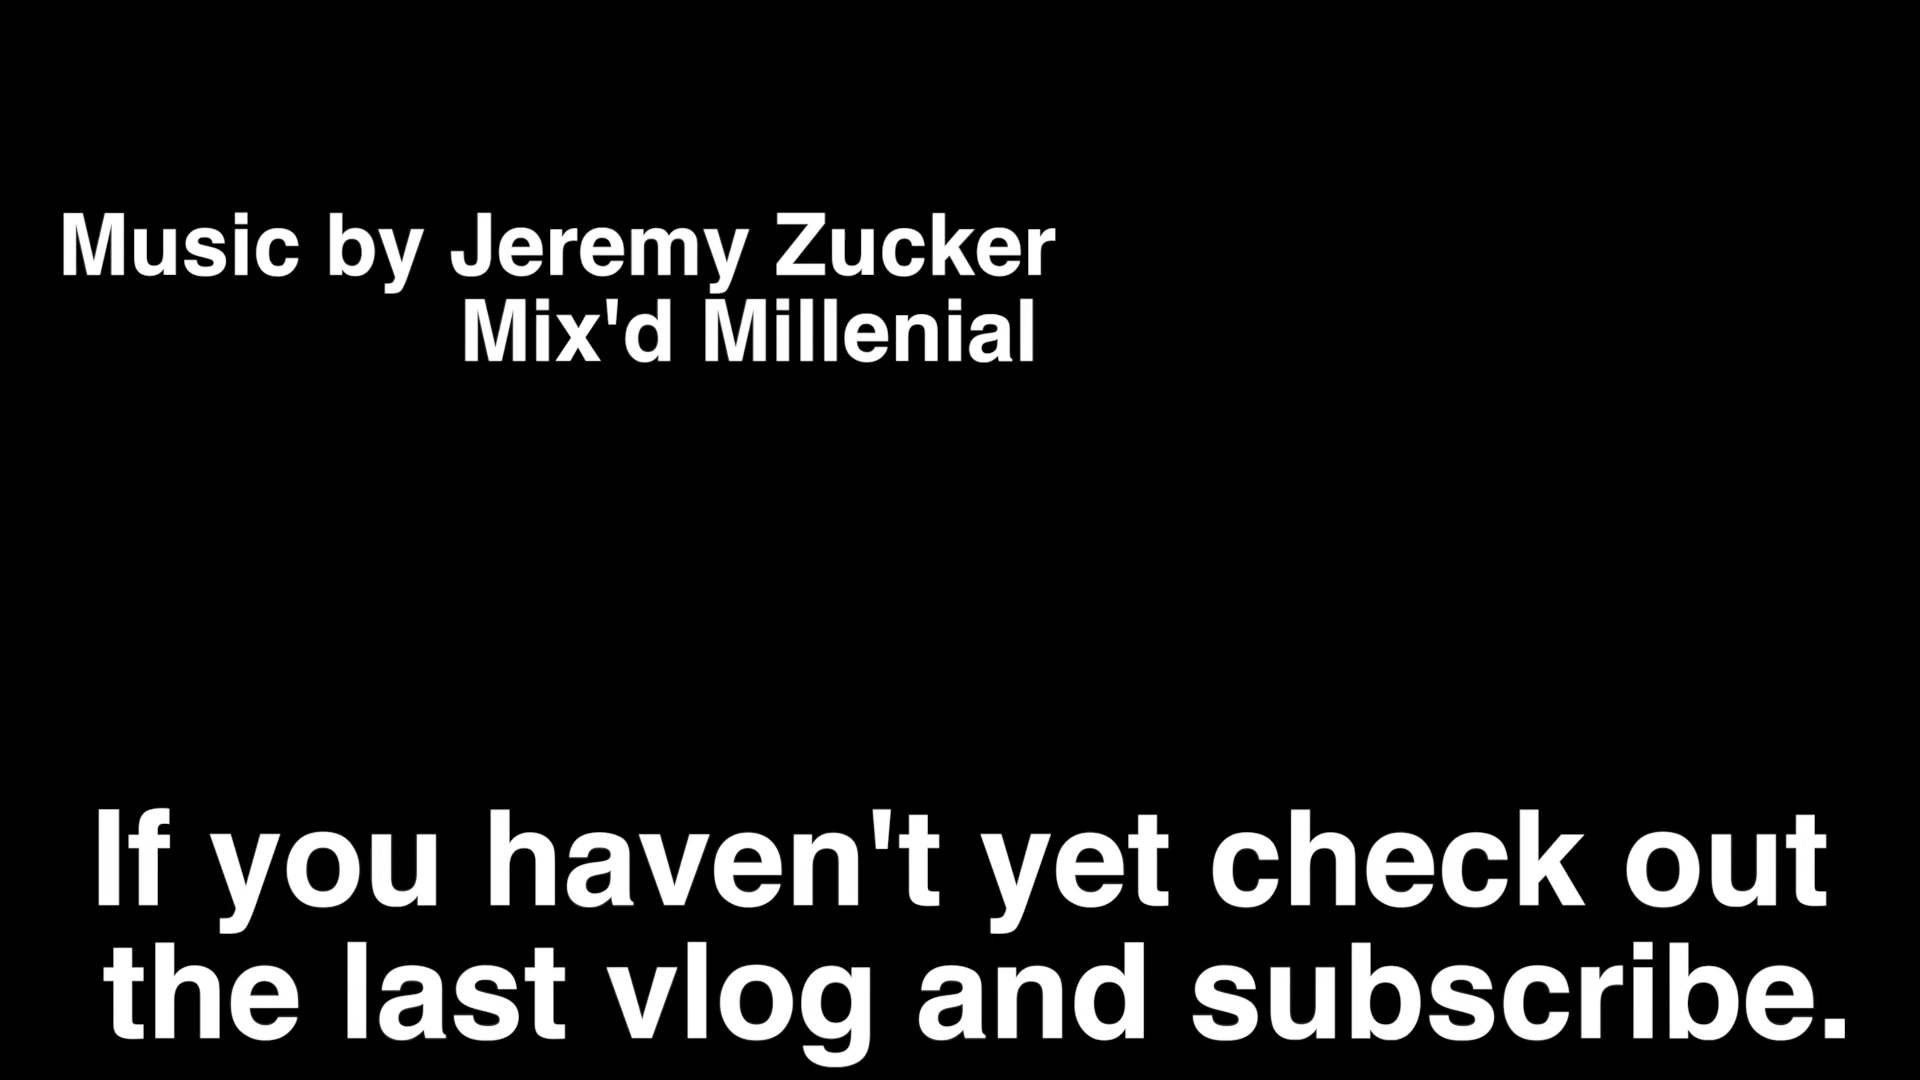 Music by Jeremy Zucker
Mix'd Millenial
If you haven't yet check out
the last vlog and subscribe.